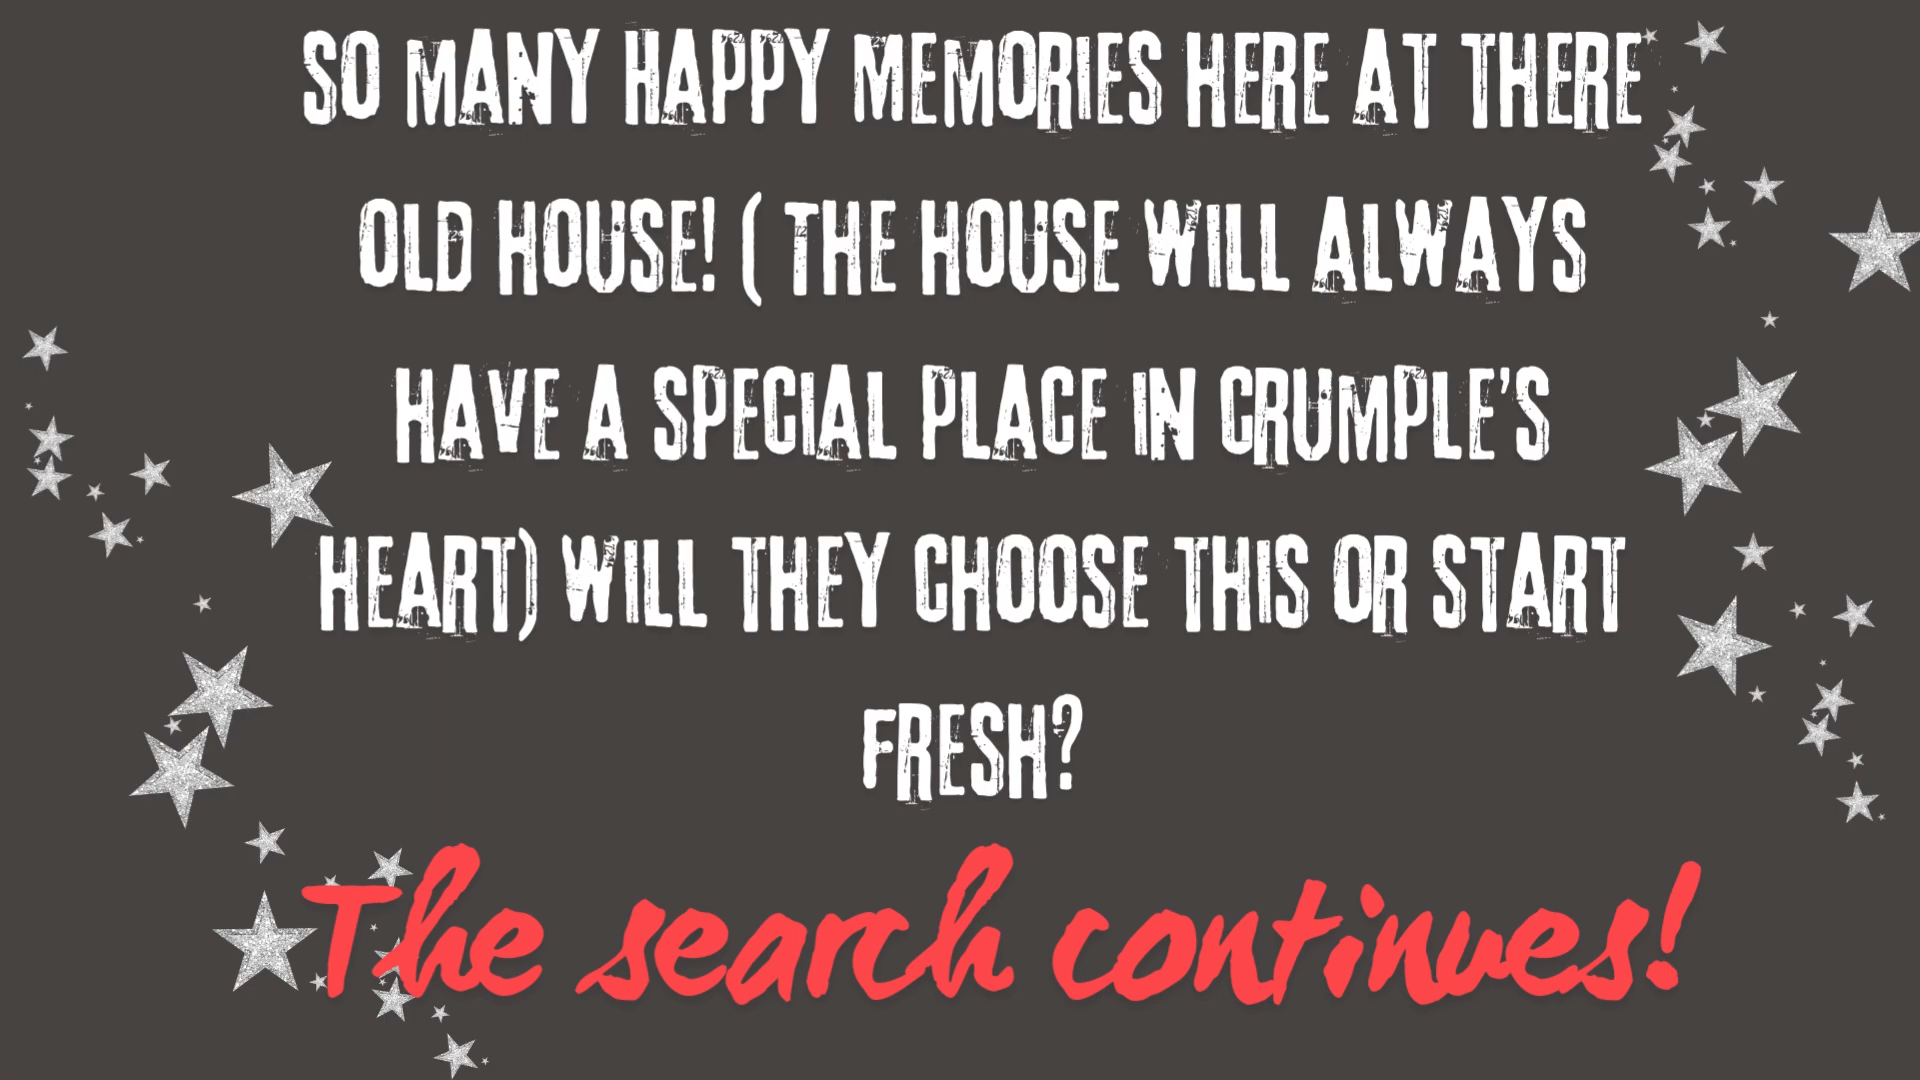 SO MANY HAPPY MEMORIES HERE AT THERE
OLD HOUSE! ( THE HOUSE WILL ALWAYS
HAVE A SPECIAL PLACE IN CRUMPLE'S
HEART) WILL THEY CHOOSE THIS OR START
FRESH?
The search continues!